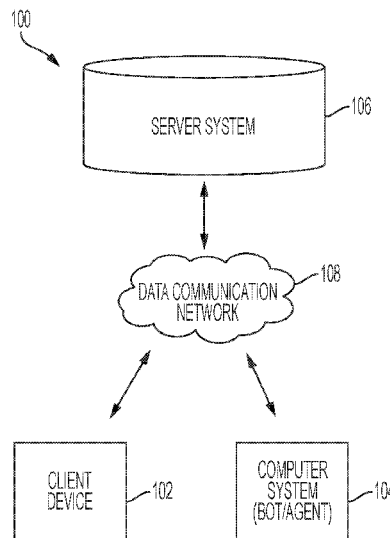 100
SERVER SYSTEM
106
DATA COMMUNICATION
NETWORK
108
CLIENT
DEVICE
102
COMPUTER
SYSTEM
(BOT/AGENT)
104